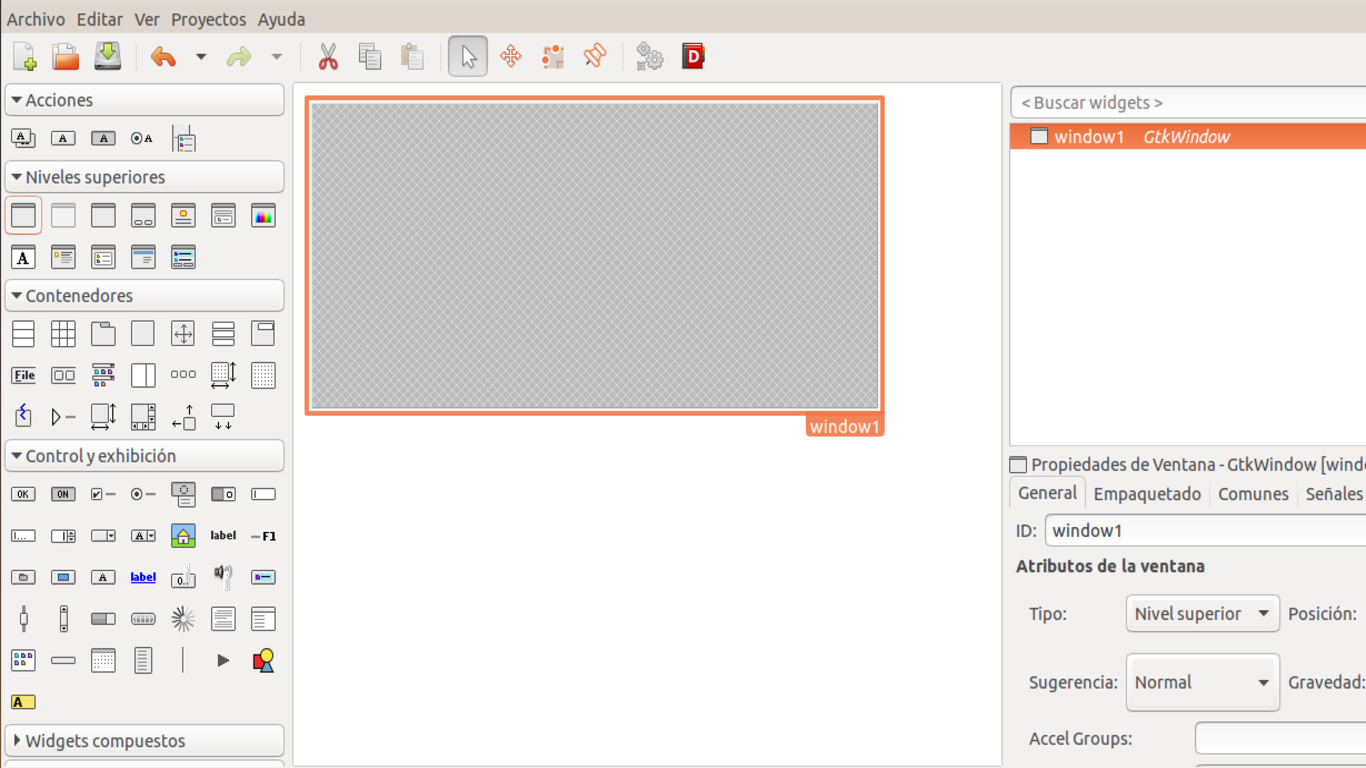 Archivo Editar Ver Proyectos Ayuda
D
Acciones
A A A A
Niveles superiores
A
Contenedores
File
Control y exhibición
OK ON
A label F1
A label
A
Widgets compuestos
window1
< Buscar widgets >
window1 GtkWindow
Propiedades de Ventana - GtkWindow [windo
General Empaquetado Comunes Señales
ID: window1
Atributos de la ventana
Tipo: Nivel superior Posición:
Sugerencia: Normal Gravedad:
Accel Groups: